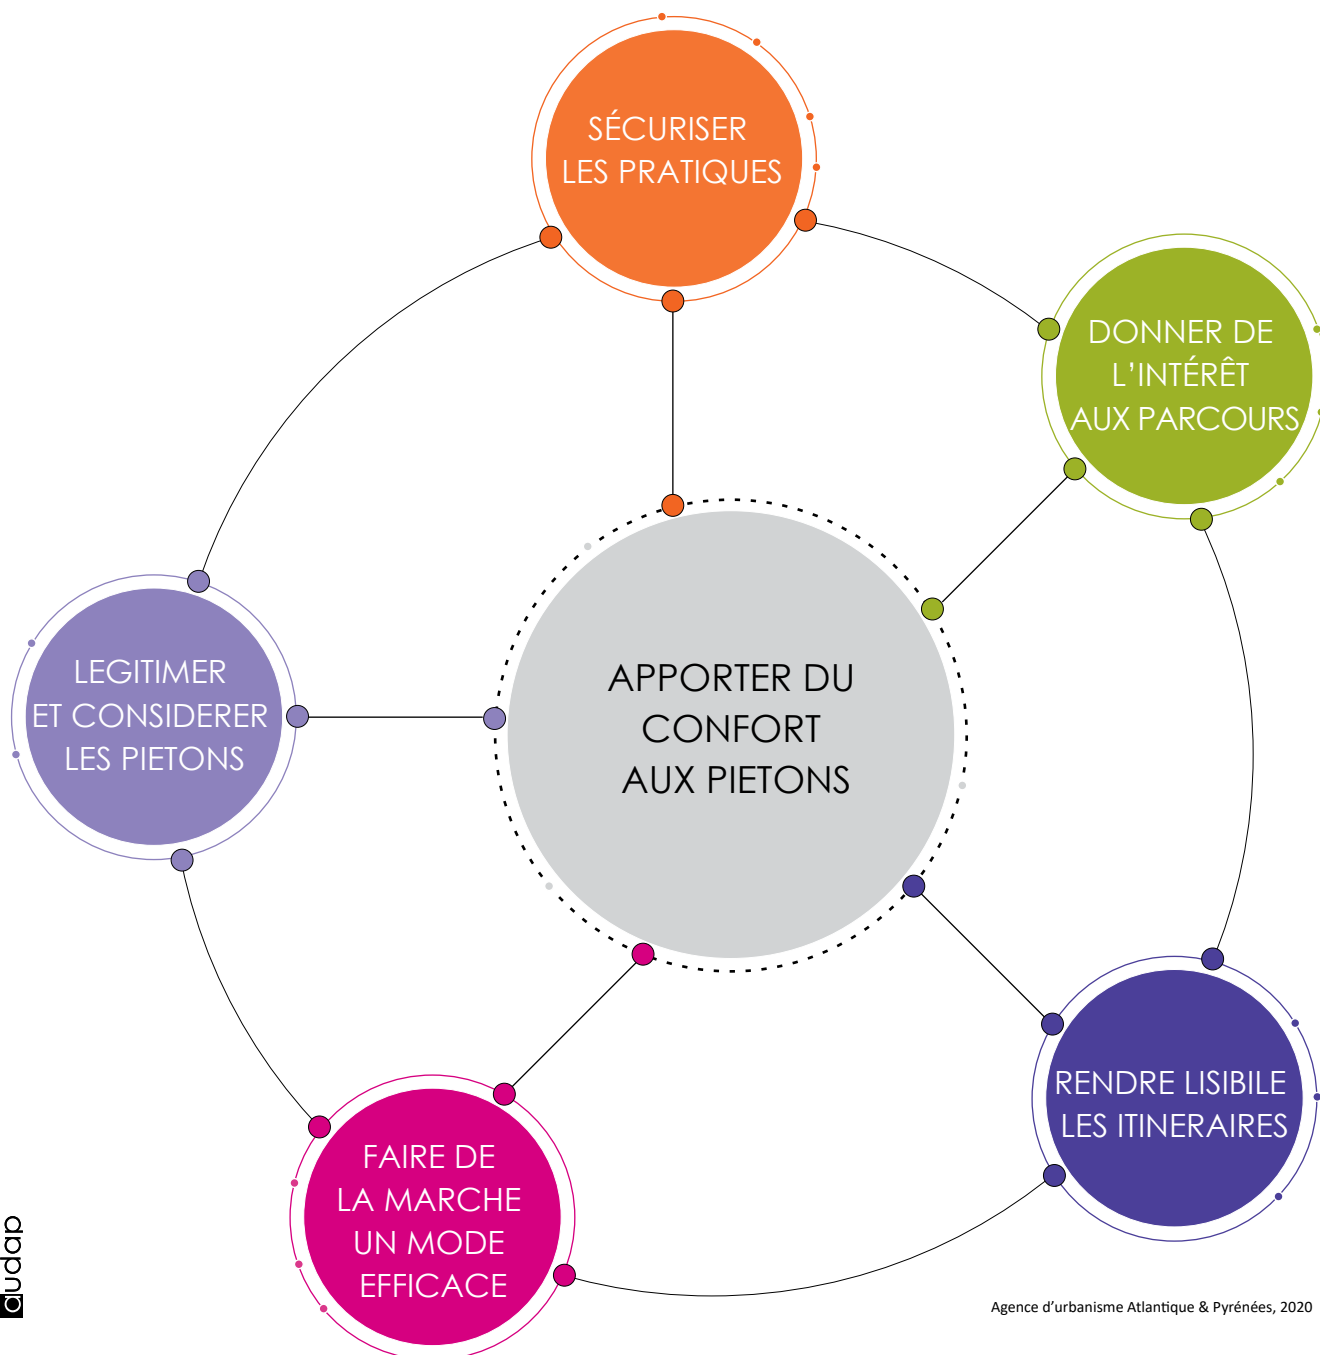 SÉCURISER
LES PRATIQUES
DONNER DE
L'INTÉRÊT
AUX PARCOURS
APPORTER DU
CONFORT
AUX PIETONS
LEGITIMER
ET CONSIDERER
LES PIETONS
RENDRE LISIBILE
LES ITINERAIRES
FAIRE DE
LA MARCHE
UN MODE
EFFICACE
audap
Agence d'urbanisme Atlantique & Pyrénées, 2020